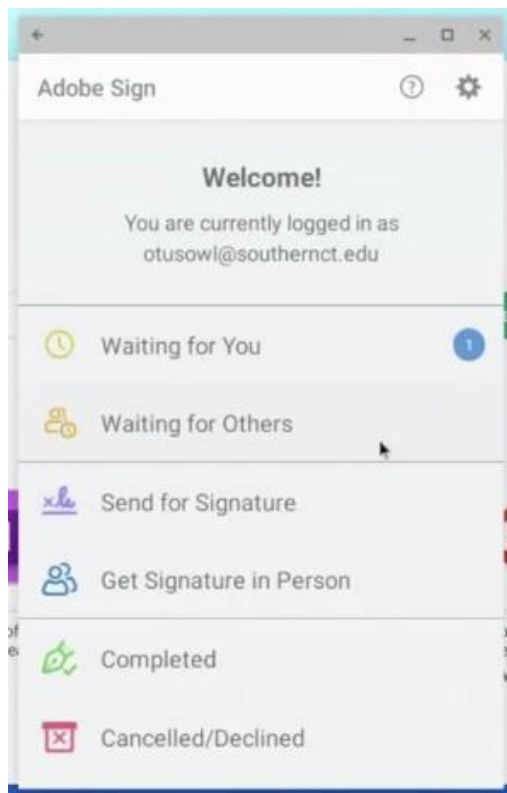 Adobe Sign
Welcome!
You are currently logged in as
otusowl@southernct.edu
Waiting for You 1
Waiting for Others
Send for Signature
Get Signature in Person
Completed
Cancelled/Declined